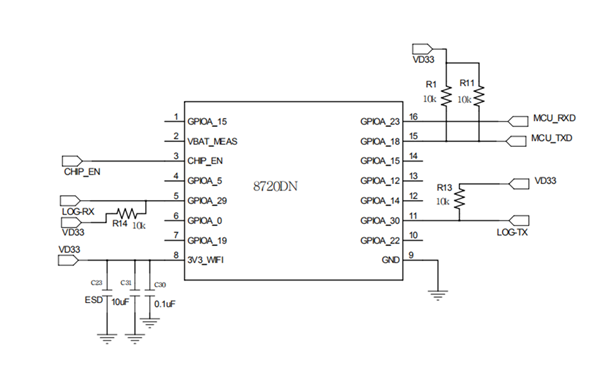 VD33
R1
R11
10k
10k
1
GPIOA_15
GPIOA_23
16
MCU_RXD
2
VBAT_MEAS
GPIOA_18
15
MCU_TXD
3
CHIP_EN
GPIOA_15
14
CHIP_EN
4
GPIOA_5
8720DN
GPIOA_12
13
R13
VD33
5
GPIOA_29
GPIOA_14
12
10k
LOG-RX
6
GPIOA_0
GPIOA_30
11
VD33
R14
10k
LOG-TX
7
GPIOA_19
GPIOA_22
10
VD33
8
3V3_WIFI
GND
9
C23
C31
C30
ESD
10uF
0.1uF